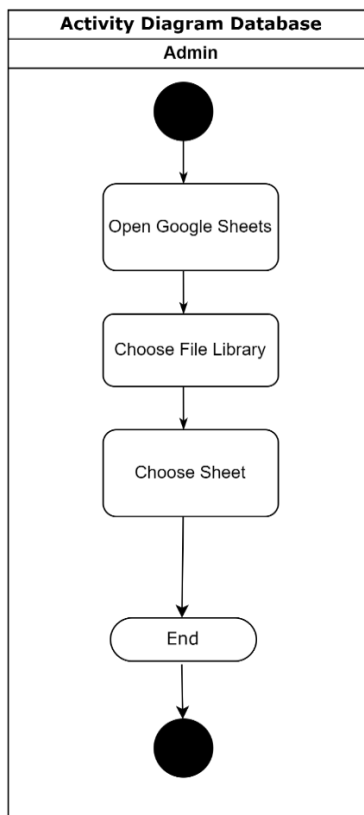 Activity Diagram Database
Admin
Open Google Sheets
Choose File Library
Choose Sheet
End